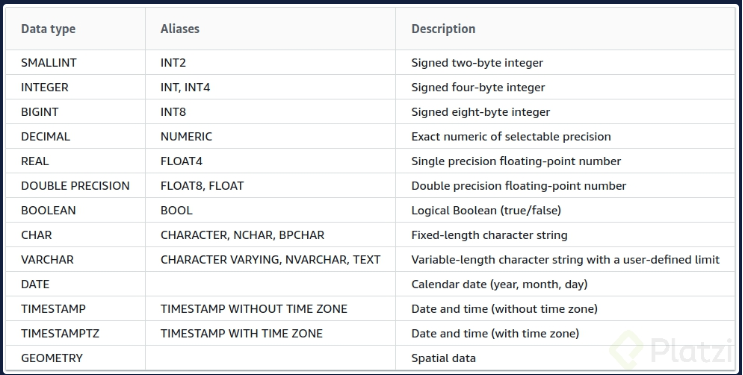 Data type Aliases Description
SMALLINT INT2 Signed two-byte integer
INTEGER INT, INT4 Signed four-byte integer
BIGINT INT8 Signed eight-byte integer
DECIMAL NUMERIC Exact numeric of selectable precision
REAL FLOAT4 Single precision floating-point number
DOUBLE PRECISION FLOAT8, FLOAT Double precision floating-point number
BOOLEAN BOOL Logical Boolean (true/false)
CHAR CHARACTER, NCHAR, BPCHAR Fixed-length character string
VARCHAR CHARACTER VARYING, NVARCHAR, TEXT Variable-length character string with a user-defined limit
DATE Calendar date (year, month, day)
TIMESTAMP TIMESTAMP WITHOUT TIME ZONE Date and time (without time zone)
TIMESTAMPTZ TIMESTAMP WITH TIME ZONE Date and time (with time zone)
GEOMETRY Spatial data
Platzi